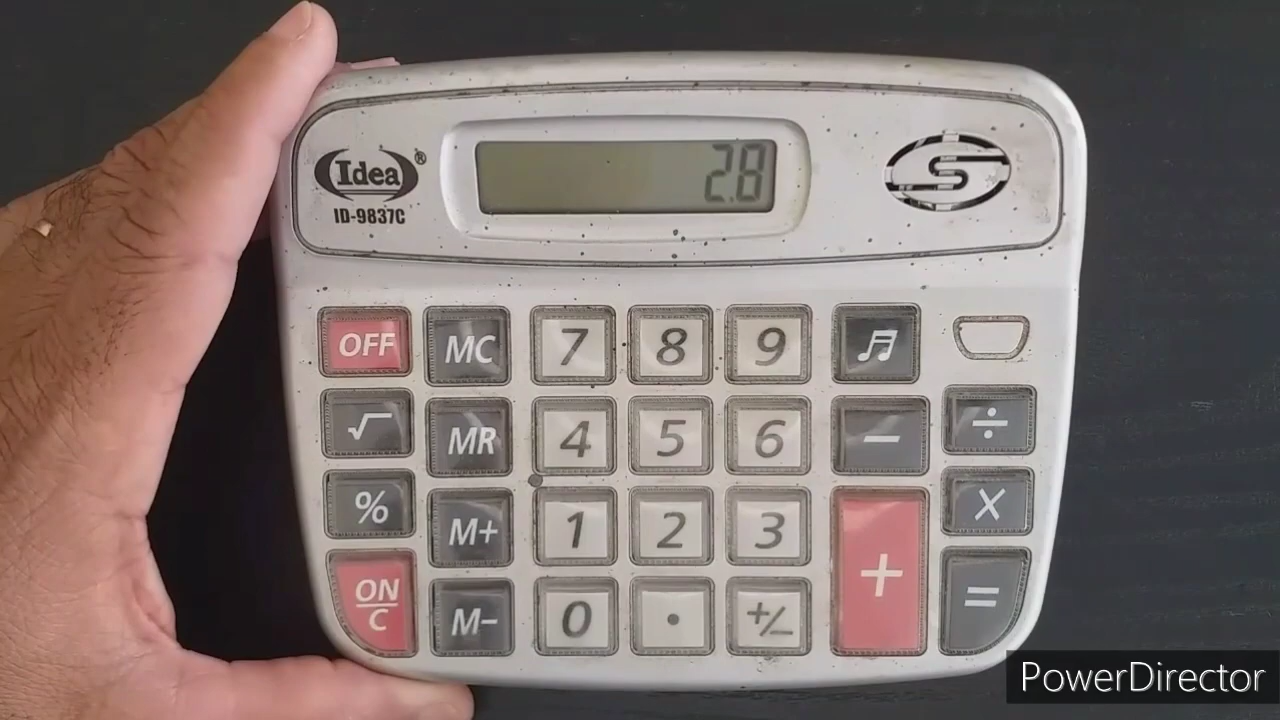 Idea®
ID-9837C
2.8
S
OFF MC 7 8 9
√ MR 4 5 6 − ÷
% M+ 1 2 3 + X
ON/C M− 0 . +/− =
PowerDirector